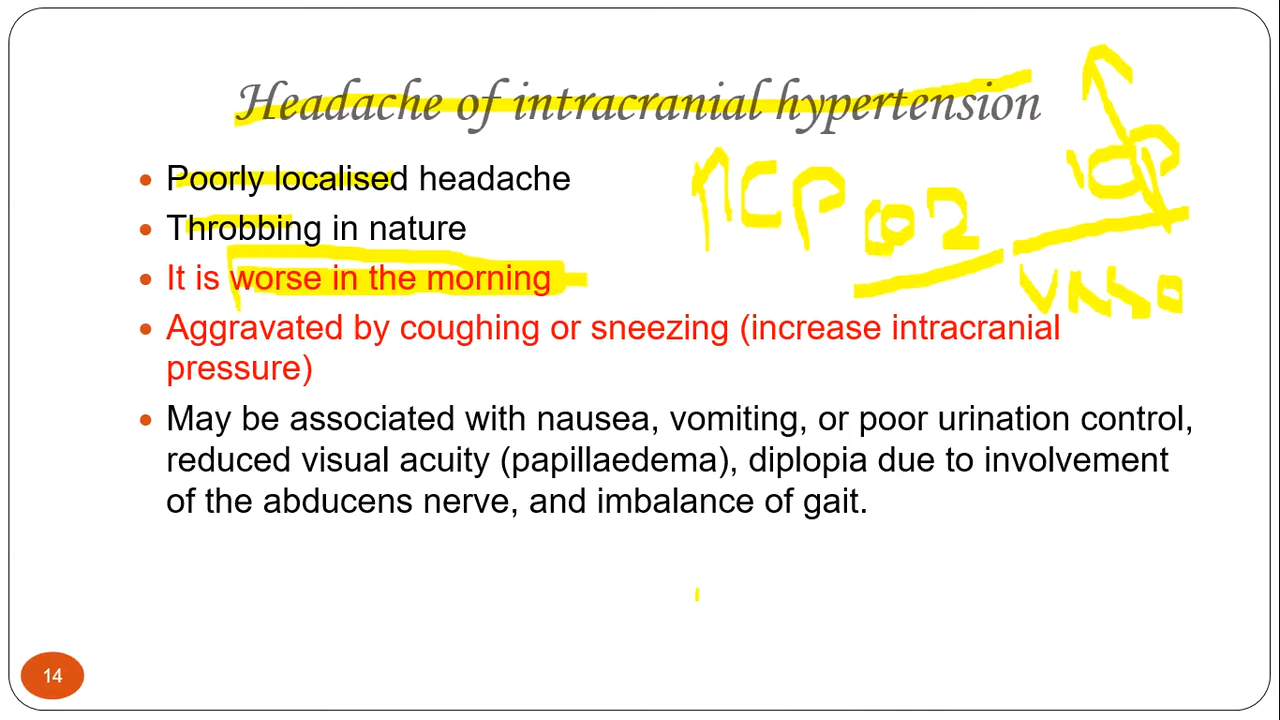 Headache of intracranial hypertension
• Poorly localised headache
• Throbbing in nature
• It is worse in the morning
• Aggravated by coughing or sneezing (increase intracranial
pressure)
• May be associated with nausea, vomiting, or poor urination control,
reduced visual acuity (papillaedema), diplopia due to involvement
of the abducens nerve, and imbalance of gait.
↑ICP
CO2
ICP
14